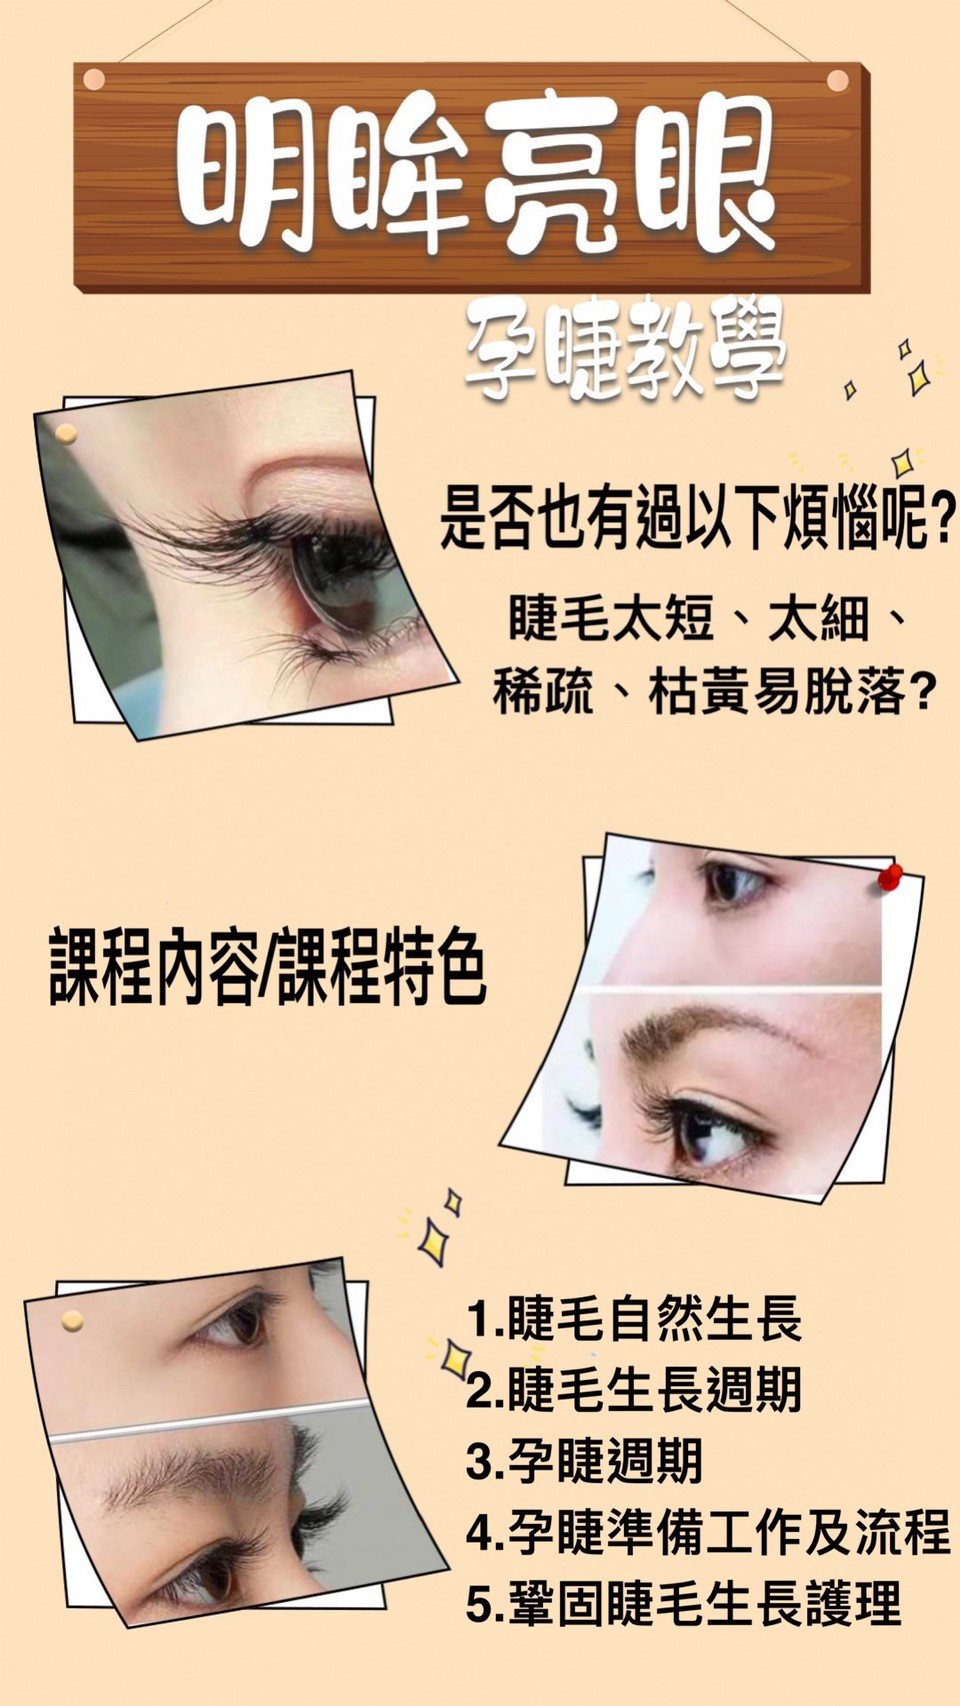 明眸亮眼
孕睫教學
是否也有過以下煩惱呢?
睫毛太短、太細、
稀疏、枯黃易脫落?
課程內容/課程特色
1.睫毛自然生長
2.睫毛生長週期
3.孕睫週期
4.孕睫準備工作及流程
5.鞏固睫毛生長護理